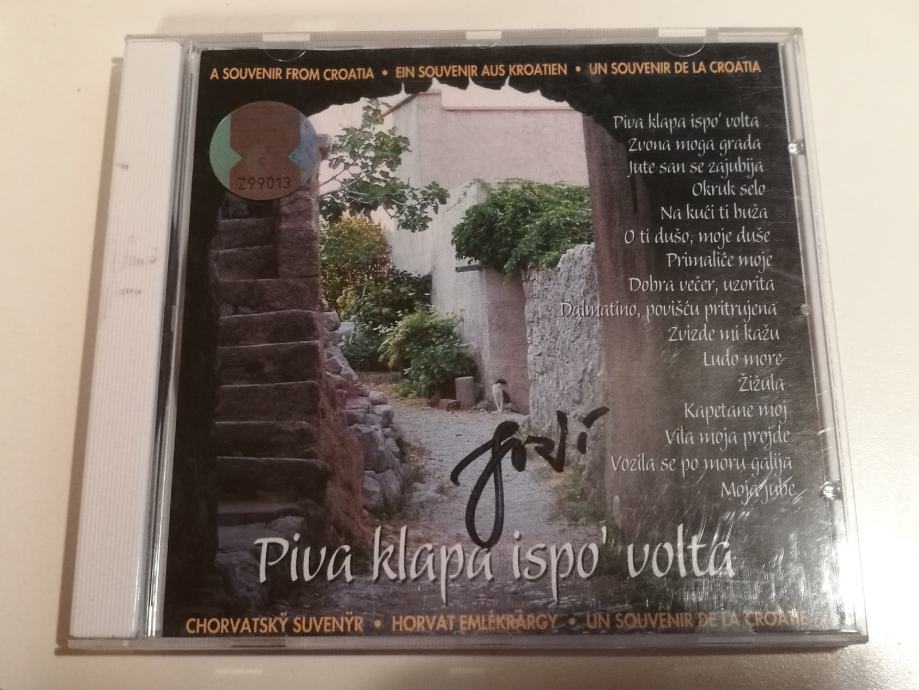 A SOUVENIR FROM CROATIA • EIN SOUVENIR AUS KROATIEN • UN SOUVENIR DE LA CROATIA
Z99013
Piva klapa ispo' volta
Zvona moga grada
Jute san se zajubija
Okruk selo
Na kući ti buža
O ti dušo, moje duše
Primaliće moje
Dobra večer, uzorita
Dalmatino, povišću pritrujena
Zvizde mi kažu
Ludo more
Žižula
Kapetane moj
Vila moja projde
Vozila se po moru galija
Moja jube
Piva klapa ispo' volta
CHORVATSKÝ SUVENÝR • HORVAT EMLÉKRÁRGY • UN SOUVENIR DE LA CROATIE